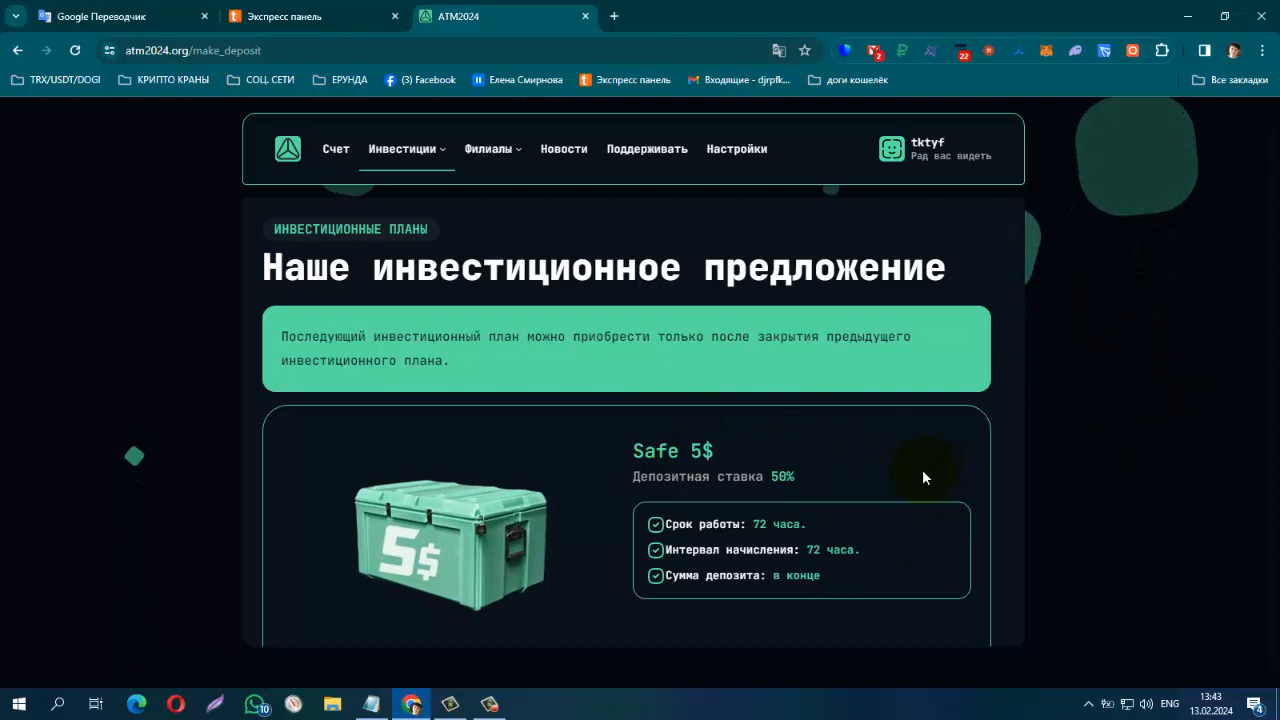 Google Переводчик
Экспресс панель
ATM2024
atm2024.org/make_deposit
2
22
TRX/USDT/DOGI
КРИПТО КРАНЫ
СОЦ. СЕТИ
ЕРУНДА
(3) Facebook
Елена Смирнова
Экспресс панель
Входящие - djrpfk...
доги кошелёк
Все закладки
Счет
Инвестиции
Филиалы
Новости
Поддерживать
Настройки
tktyf
Рад вас видеть
ИНВЕСТИЦИОННЫЕ ПЛАНЫ
Наше инвестиционное предложение
Последующий инвестиционный план можно приобрести только после закрытия предыдущего
инвестиционного плана.
5$
Safe 5$
Депозитная ставка 50%
Срок работы: 72 часа.
Интервал начисления: 72 часа.
Сумма депозита: в конце
10
13:43
13.02.2024
4